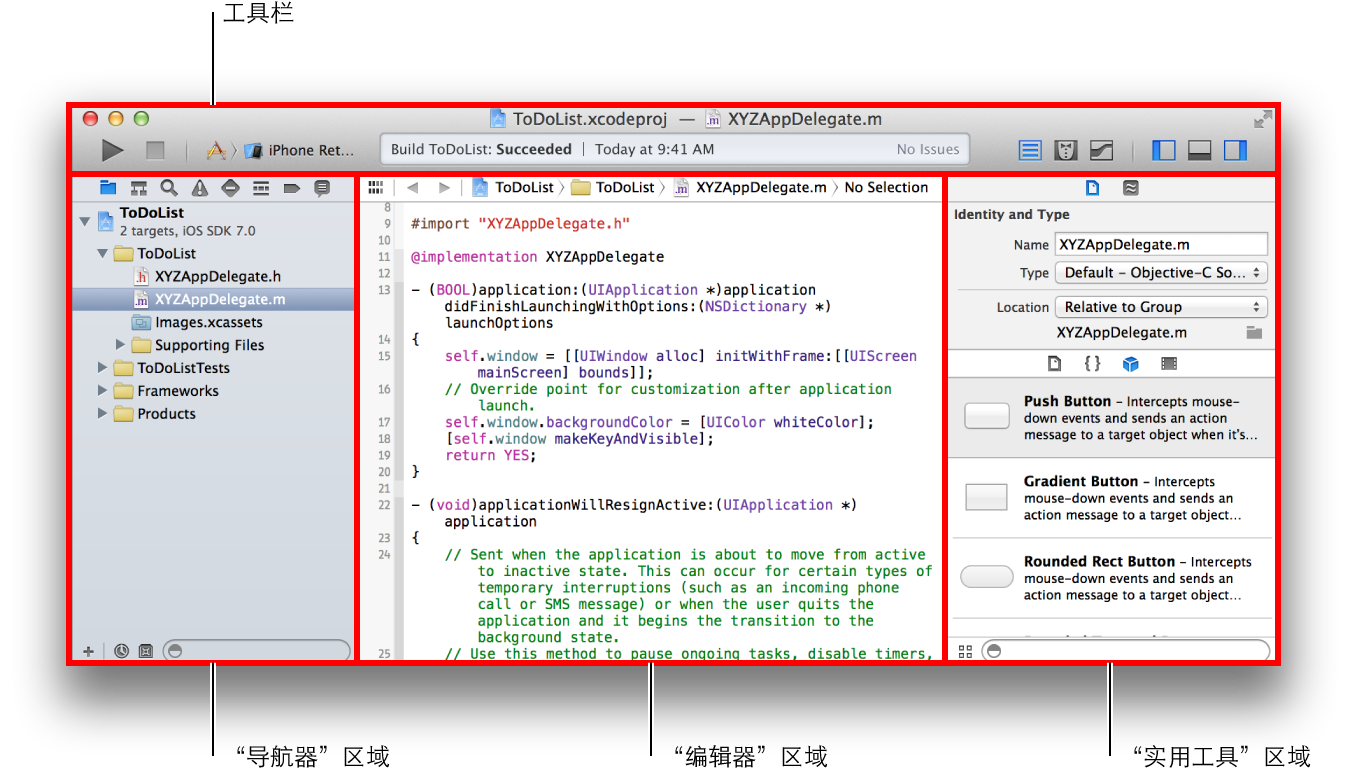 工具栏
ToDoList.xcodeproj — XYZAppDelegate.m
iPhone Ret...
Build ToDoList: Succeeded | Today at 9:41 AM
No Issues
ToDoList
2 targets, iOS SDK 7.0
ToDoList
XYZAppDelegate.h
XYZAppDelegate.m
Images.xcassets
Supporting Files
ToDoListTests
Frameworks
Products
ToDoList 〉 ToDoList 〉 XYZAppDelegate.m 〉 No Selection
8
9 #import "XYZAppDelegate.h"
10
11 @implementation XYZAppDelegate
12
13 - (BOOL)application:(UIApplication *)application
didFinishLaunchingWithOptions:(NSDictionary *)
launchOptions
14 {
15 self.window = [[UIWindow alloc] initWithFrame:[[UIScreen
mainScreen] bounds]];
16 // Override point for customization after application
launch.
17 self.window.backgroundColor = [UIColor whiteColor];
18 [self.window makeKeyAndVisible];
19 return YES;
20 }
21
22 - (void)applicationWillResignActive:(UIApplication *)
application
23 {
24 // Sent when the application is about to move from active
to inactive state. This can occur for certain types of
temporary interruptions (such as an incoming phone
call or SMS message) or when the user quits the
application and it begins the transition to the
background state.
25 // Use this method to pause ongoing tasks, disable timers,
Identity and Type
Name XYZAppDelegate.m
Type Default - Objective-C So...
Location Relative to Group
XYZAppDelegate.m
Push Button - Intercepts mouse-
down events and sends an action
message to a target object when it's...
Gradient Button - Intercepts
mouse-down events and sends an
action message to a target object...
Rounded Rect Button - Intercepts
mouse-down events and sends an
action message to a target object...
“导航器”区域
“编辑器”区域
“实用工具”区域